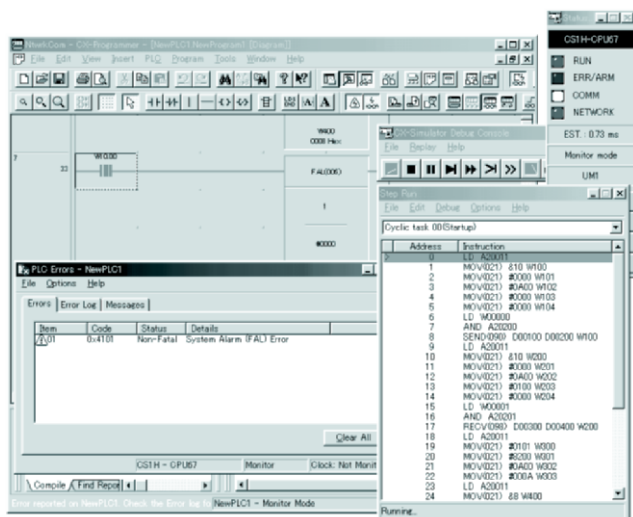 NtwkCom - CX-Programmer - [NewPLC1.NewProgram1 [Diagram]]
File Edit View Insert PLC Program Tools Window Help
7
33
W10.00
W400
0000 Hex
FAL(006)
1
#0000
Status
CS1H-CPU67
RUN
ERR/ARM
COMM
NETWORK
EST. : 0.73 ms
Monitor mode
UM1
CX-Simulator Debug Console
File Replay Help
Step Run
File Edit Debug Options Help
Cyclic task 00(Startup)
Address Instruction
0 LD A20011
1 MOV(021) &10 W100
2 MOV(021) #0000 W101
3 MOV(021) #0A00 W102
4 MOV(021) #0000 W103
5 MOV(021) #0000 W104
6 LD W00000
7 AND A20200
8 SEND(090) D00100 D00200 W100
9 LD A20011
10 MOV(021) &10 W200
11 MOV(021) #0000 W201
12 MOV(021) #0A00 W202
13 MOV(021) #0100 W203
14 MOV(021) #0000 W204
15 LD W00001
16 AND A20201
17 RECV(098) D00300 D00400 W200
18 LD A20011
19 MOV(021) #0101 W300
20 MOV(021) #8200 W301
21 MOV(021) #0A00 W302
22 MOV(021) #000A W303
23 LD A20011
24 MOV(021) &8 W400
Running...
PLC Errors - NewPLC1
File Options Help
Errors Error Log Messages
Item Code Status Details
01 0x4101 Non-Fatal System Alarm (FAL) Error
Clear All
CS1H - CPU67 Monitor Clock: Not Monit
Compile Find Repor
Error reported on NewPLC1. Check the Error log fo NewPLC1 - Monitor Mode